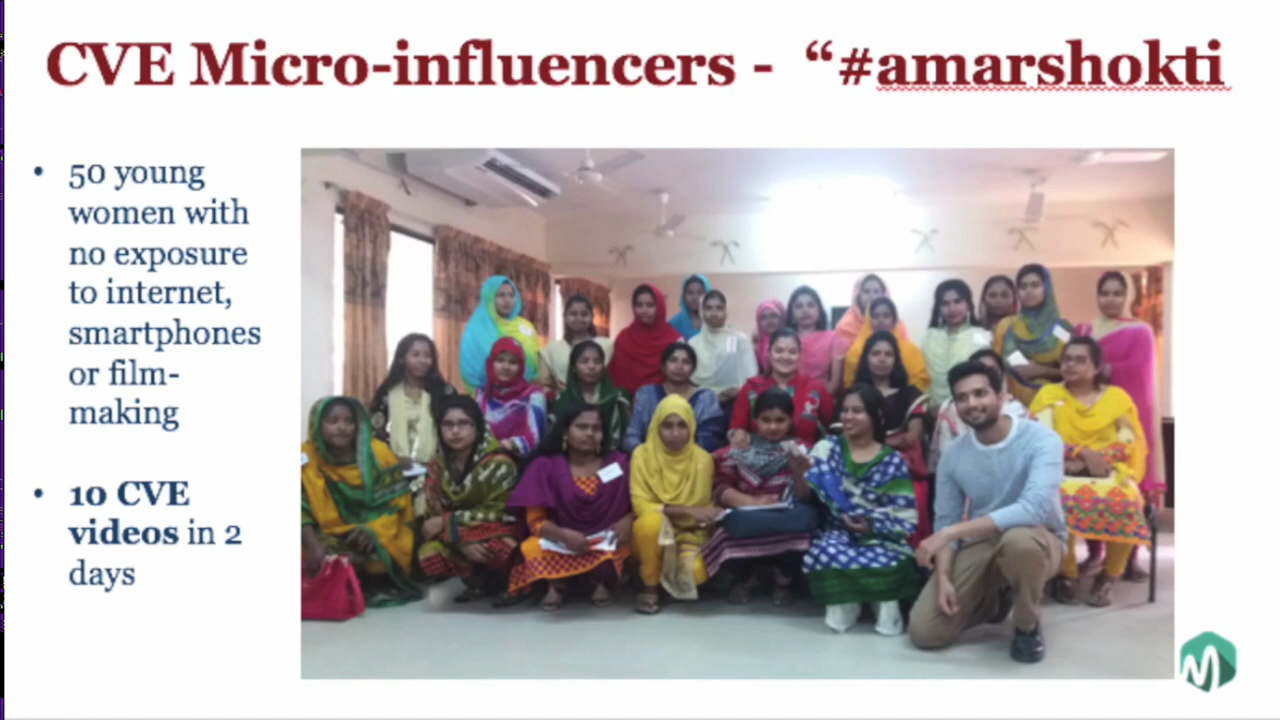 CVE Micro-influencers - “#amarshokti
• 50 young
women with
no exposure
to internet,
smartphones
or film-
making
• 10 CVE
videos in 2
days
M